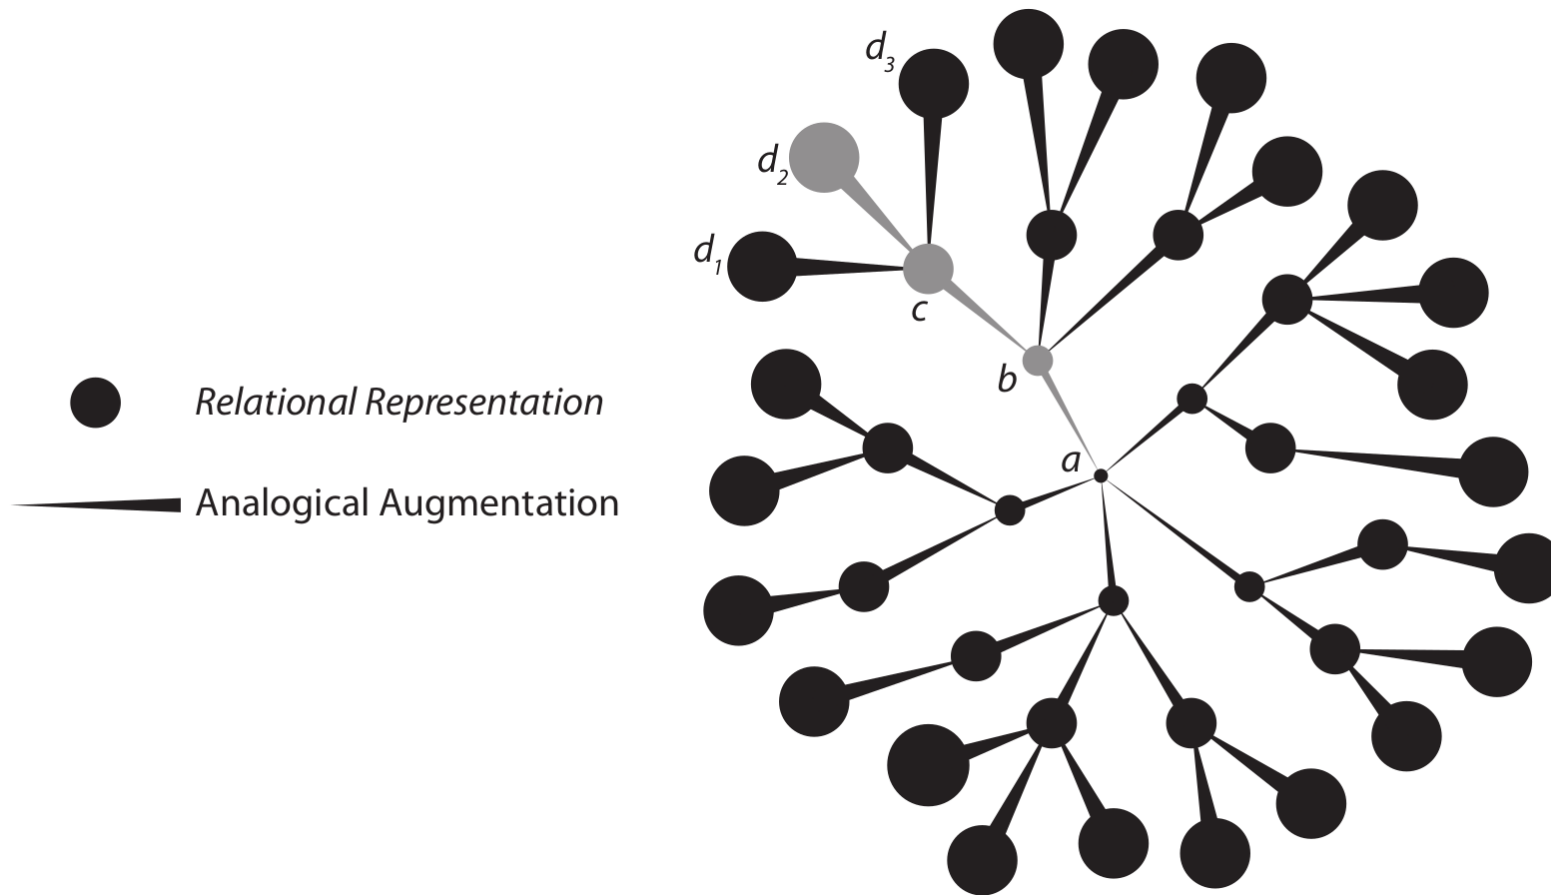 d3
d2
d1
c
b
a
Relational Representation
Analogical Augmentation